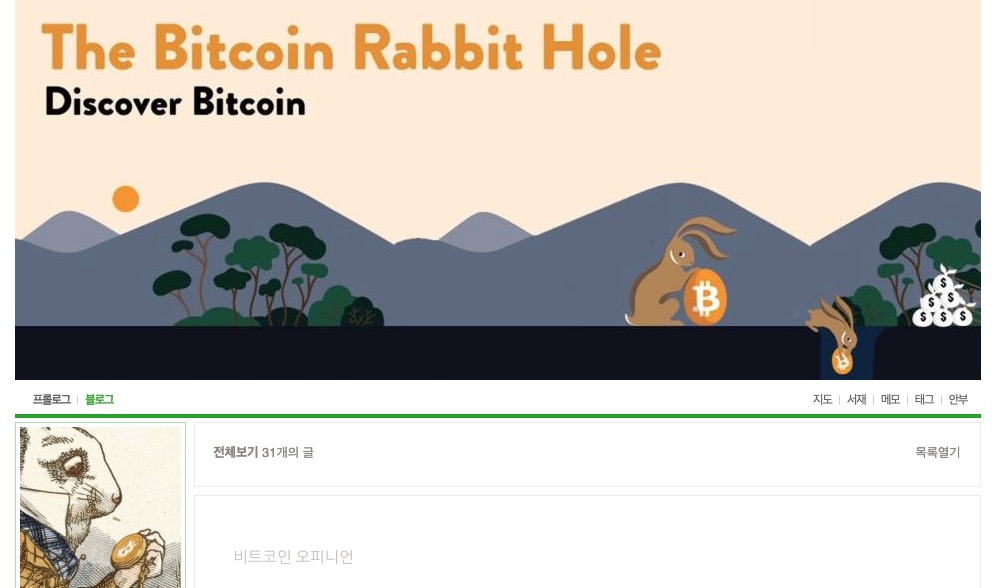 The Bitcoin Rabbit Hole
Discover Bitcoin
프롤로그 | 블로그
지도 | 서재 | 메모 | 태그 | 안부
전체보기 31개의 글
목록열기
비트코인 오피니언